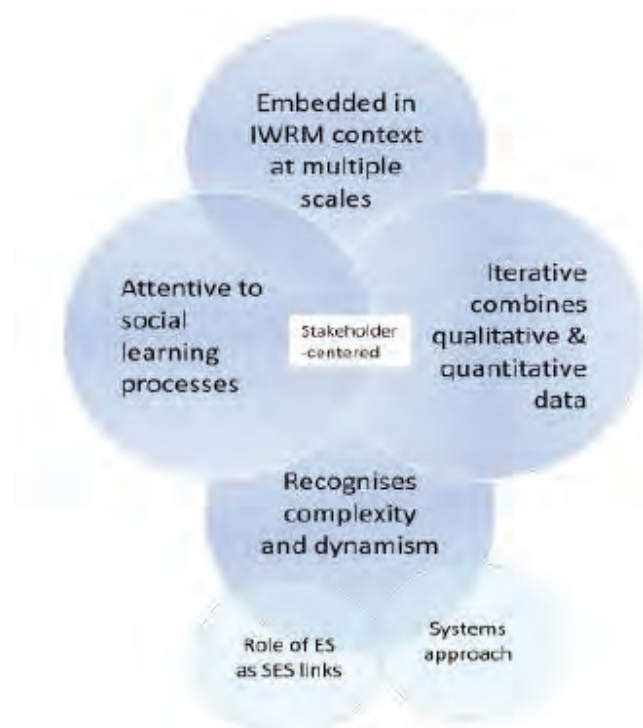 Embedded in
IWRM context
at multiple
scales
Attentive to
social
learning
processes
Stakeholder
-centered
Iterative
combines
qualitative &
quantitative
data
Recognises
complexity
and dynamism
Role of ES
as SES links
Systems
approach